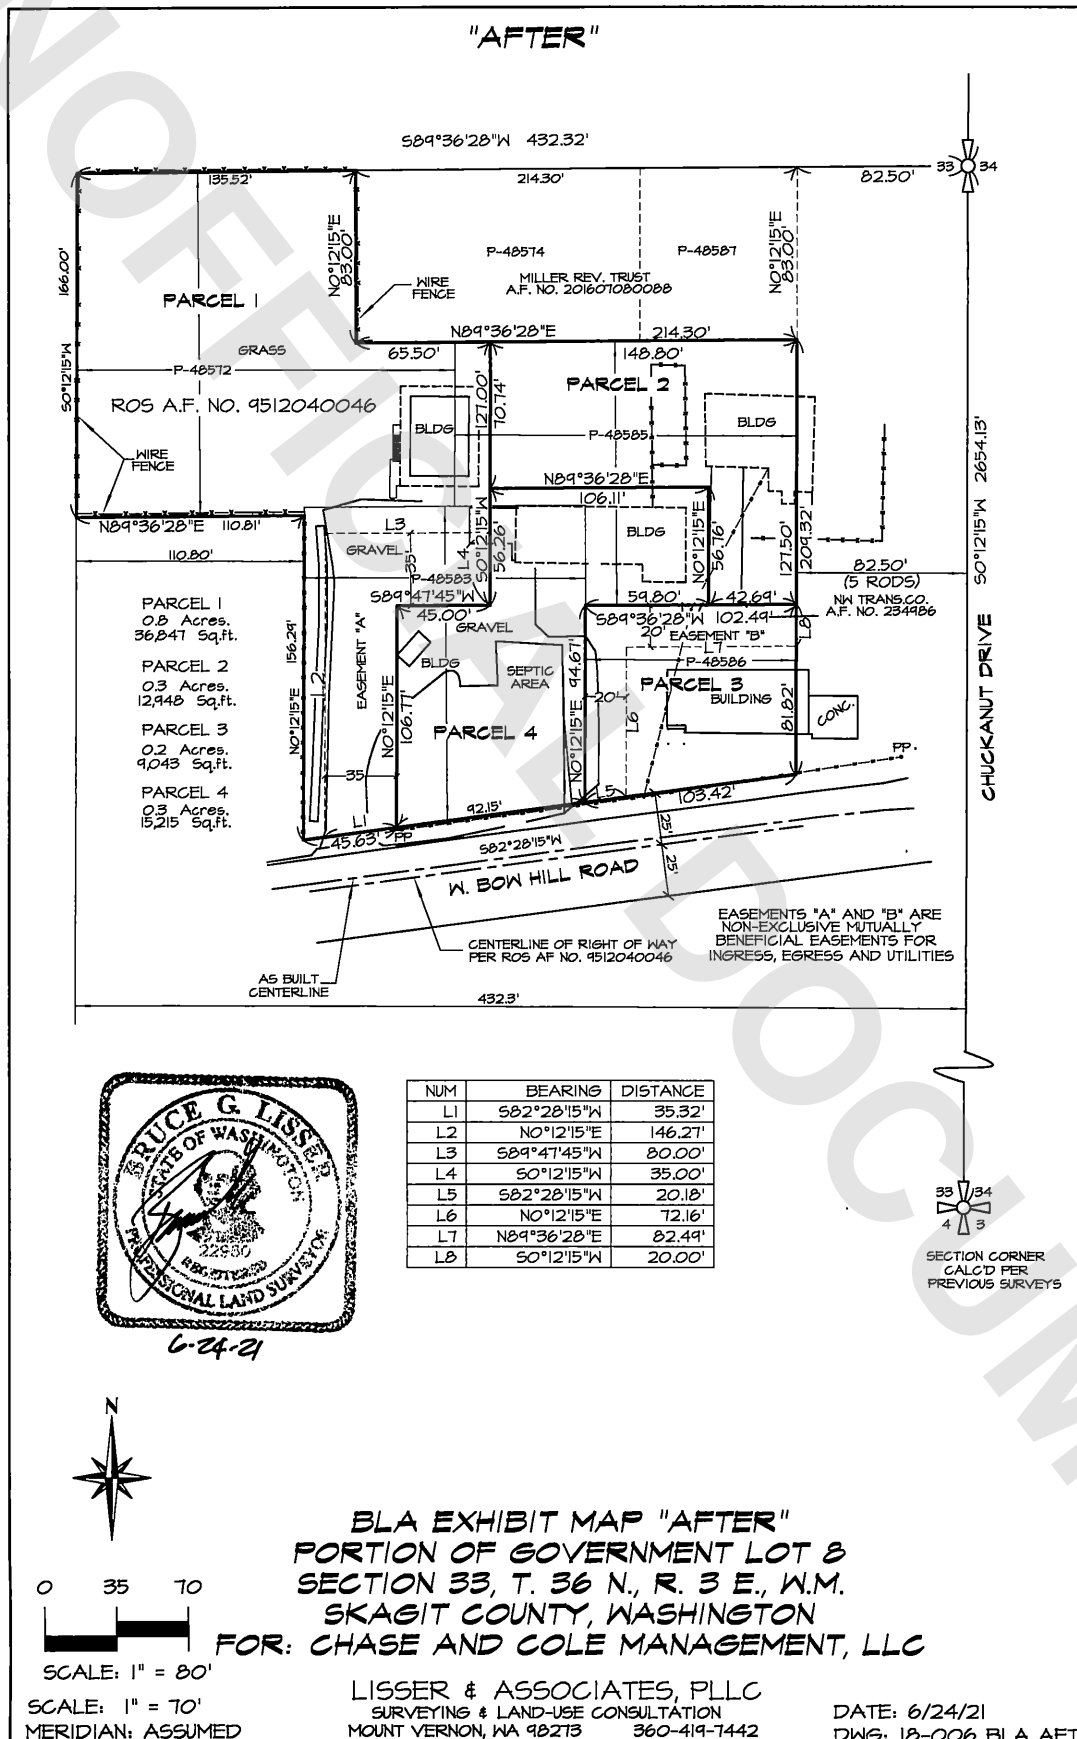 "AFTER"
S89°36'28"W 432.32'
33 34
135.52'
214.30'
82.50'
N0°12'15"E
83.00'
N0°12'15"E
83.00'
166.00'
S0°12'15"W
P-48574
P-48587
WIRE
FENCE
MILLER REV. TRUST
A.F. NO. 201607080088
PARCEL 1
N89°36'28"E
214.30'
GRASS
65.50'
148.80'
P-48572
PARCEL 2
127.00'
70.74'
ROS A.F. NO. 9512040046
BLDG
BLDG
P-48585
WIRE
FENCE
N89°36'28"E
106.11'
N89°36'28"E 110.81'
L3
GRAVEL
35'
L4
S0°12'15"W
56.26'
BLDG
N0°12'15"E
56.76'
127.50'
209.32'
S0°12'15"W 2654.13'
110.80'
P-48583
82.50'
(5 RODS)
NW TRANS.CO.
A.F. NO. 234986
S89°47'45"W
45.00'
59.80'
42.69'
S89°36'28"W 102.49'
GRAVEL
20'
EASEMENT "B"
L7
L8
P-48586
PARCEL 1
0.8 Acres.
36,847 Sq.ft.
PARCEL 2
0.3 Acres.
12,948 Sq.ft.
PARCEL 3
0.2 Acres.
9,043 Sq.ft.
PARCEL 4
0.3 Acres.
15,215 Sq.ft.
156.29'
N0°12'15"E
L2
EASEMENT "A"
N0°12'15"E
106.17'
BLDG
SEPTIC
AREA
N0°12'15"E 94.67'
20'
L6
PARCEL 3
BUILDING
81.82'
CONC.
CHUCKANUT DRIVE
PARCEL 4
35
PP.
L1
45.63'
PP
92.15'
L5
103.42'
S82°28'15"W
25'
25'
W. BOW HILL ROAD
EASEMENTS "A" AND "B" ARE
NON-EXCLUSIVE MUTUALLY
BENEFICIAL EASEMENTS FOR
INGRESS, EGRESS AND UTILITIES
CENTERLINE OF RIGHT OF WAY
PER ROS AF NO. 9512040046
AS BUILT
CENTERLINE
432.3'
NUM BEARING DISTANCE
L1 S82°28'15"W 35.32'
L2 N0°12'15"E 146.27'
L3 S89°47'45"W 80.00'
L4 S0°12'15"W 35.00'
L5 S82°28'15"W 20.18'
L6 N0°12'15"E 72.16'
L7 N89°36'28"E 82.49'
L8 S0°12'15"W 20.00'
BRUCE G. LISSER
STATE OF WASHINGTON
22960
REGISTERED
PROFESSIONAL LAND SURVEYOR
6-24-21
33 34
4 3
SECTION CORNER
CALC'D PER
PREVIOUS SURVEYS
N
BLA EXHIBIT MAP "AFTER"
PORTION OF GOVERNMENT LOT 8
SECTION 33, T. 36 N., R. 3 E., W.M.
SKAGIT COUNTY, WASHINGTON
FOR: CHASE AND COLE MANAGEMENT, LLC
0 35 70
SCALE: 1" = 80'
SCALE: 1" = 70'
MERIDIAN: ASSUMED
LISSER & ASSOCIATES, PLLC
SURVEYING & LAND-USE CONSULTATION
MOUNT VERNON, WA 98273 360-419-7442
DATE: 6/24/21
DWG: 18-006 BLA AFT
NOFFICIAL DOCUM